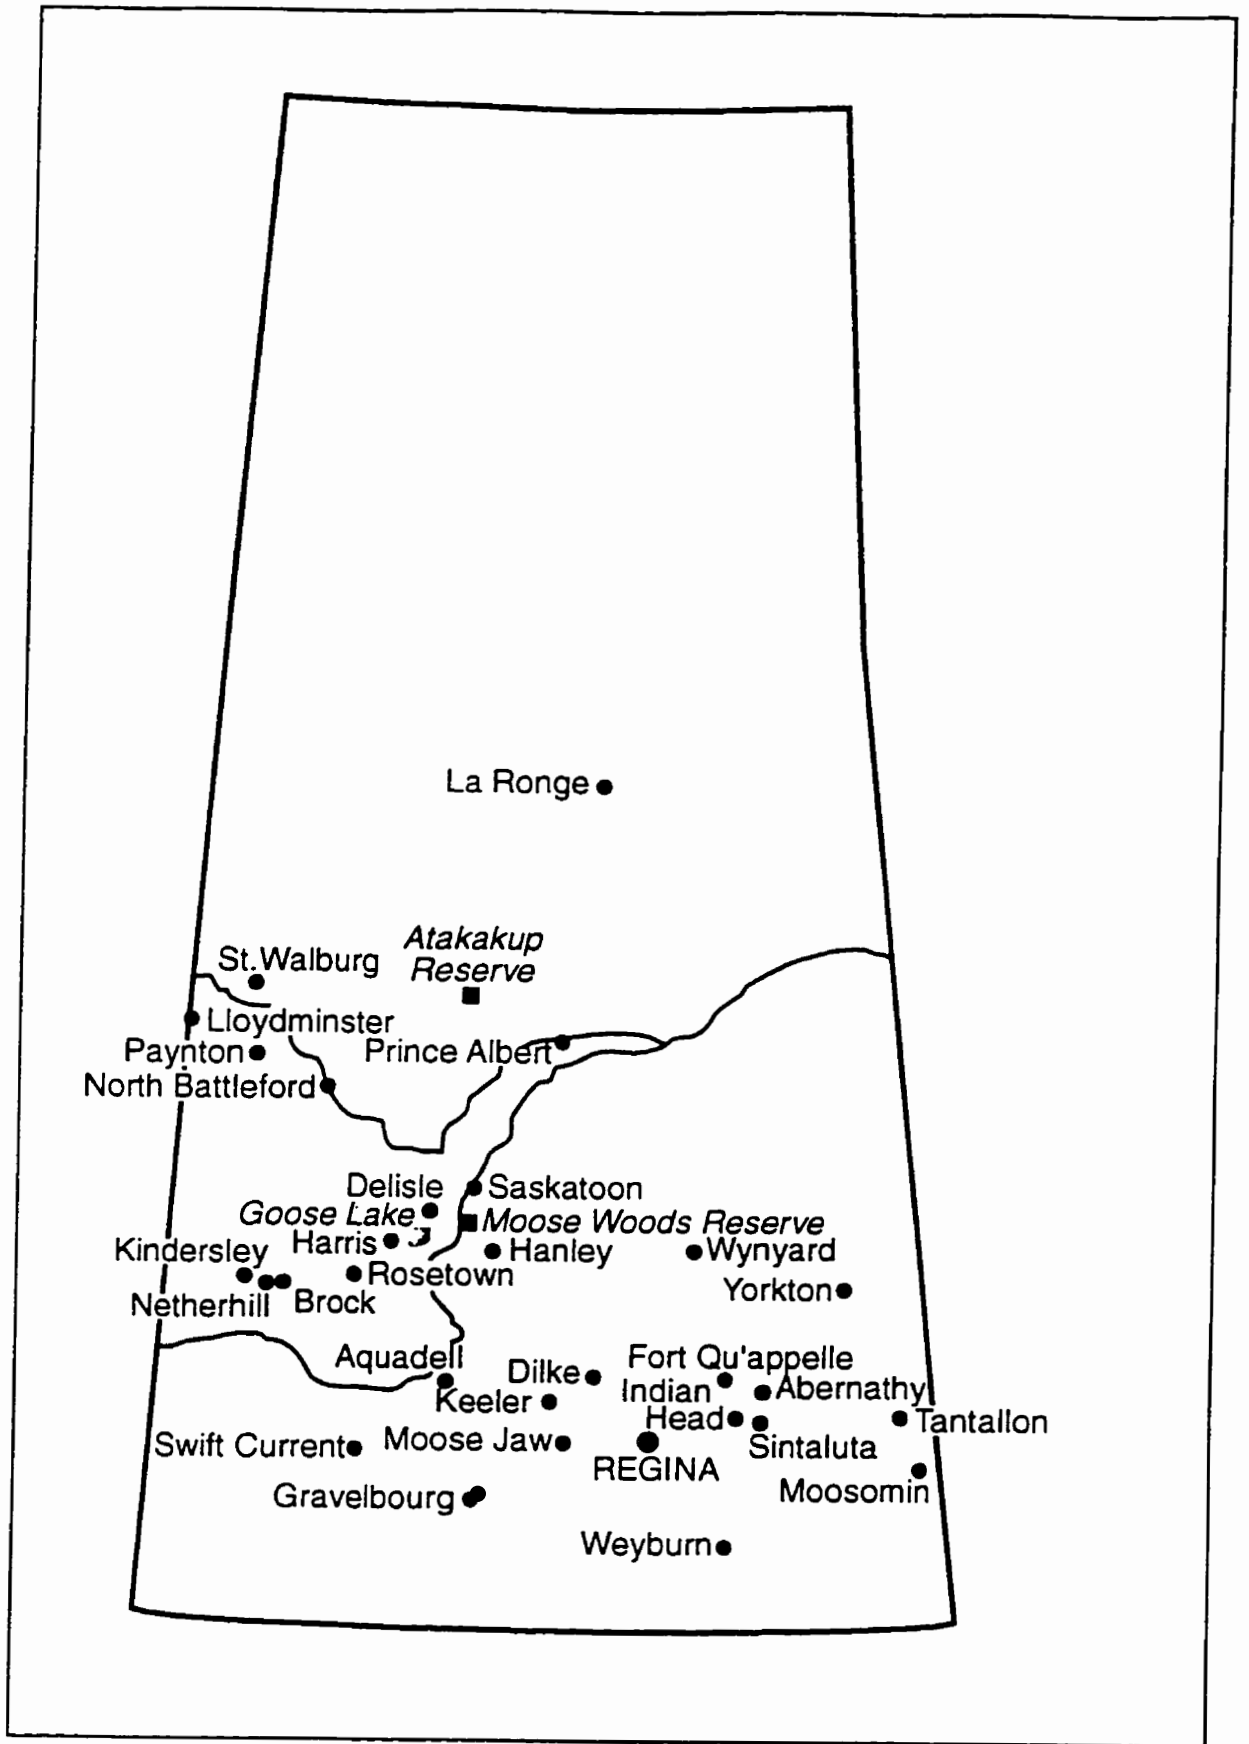 La Ronge
Atakakup
Reserve
St.Walburg
Lloydminster
Paynton
Prince Albert
North Battleford
Delisle
Saskatoon
Goose Lake
Moose Woods Reserve
Harris
Kindersley
Hanley
Wynyard
Rosetown
Yorkton
Netherhill
Brock
Aquadell
Dilke
Fort Qu'appelle
Indian
Head
Abernathy
Keeler
Tantallon
Swift Current
Moose Jaw
Sintaluta
REGINA
Moosomin
Gravelbourg
Weyburn